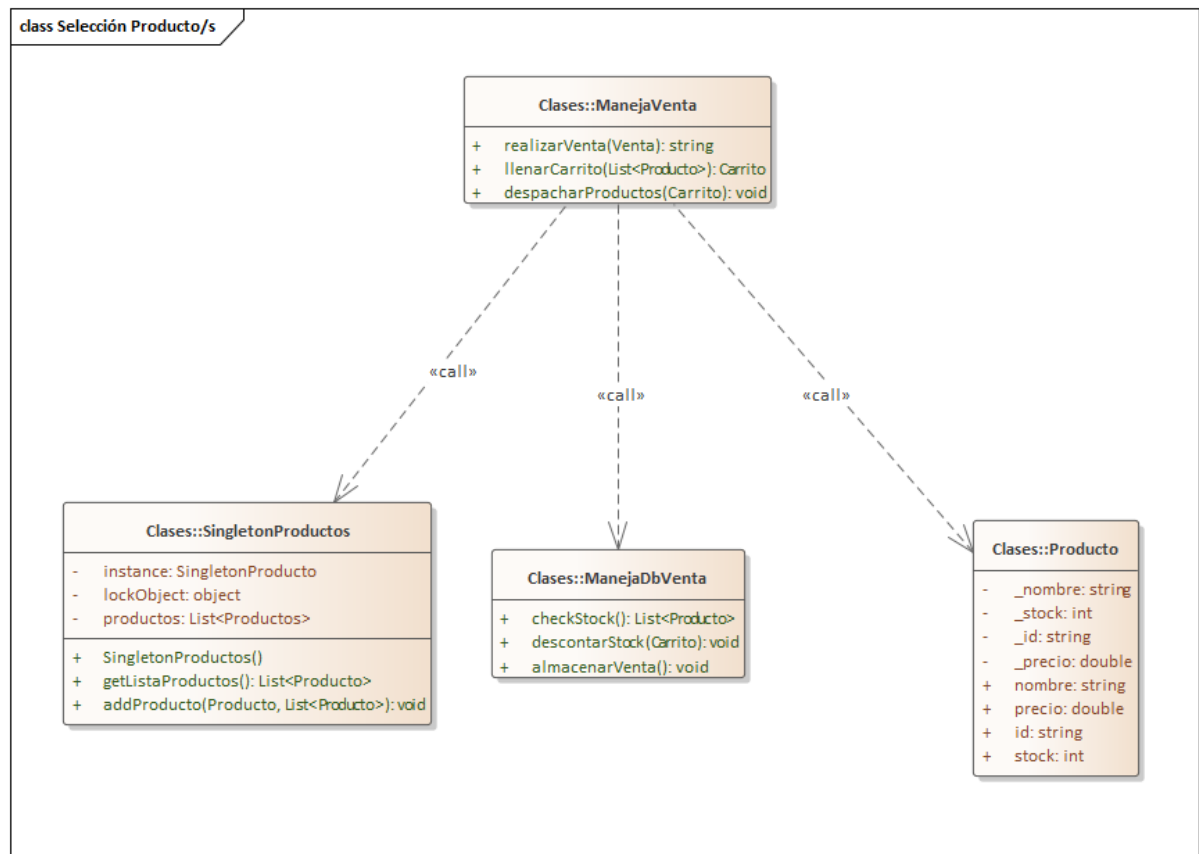 class Selección Producto/s
Clases::ManejaVenta
+ realizarVenta(Venta): string
+ llenarCarrito(List<Producto>): Carrito
+ despacharProductos(Carrito): void
«call»
«call»
«call»
Clases::SingletonProductos
- instance: SingletonProducto
- lockObject: object
- productos: List<Productos>
+ SingletonProductos()
+ getListaProductos(): List<Producto>
+ addProducto(Producto, List<Producto>): void
Clases::ManejaDbVenta
+ checkStock(): List<Producto>
+ descontarStock(Carrito): void
+ almacenarVenta(): void
Clases::Producto
- _nombre: string
- _stock: int
- _id: string
- _precio: double
+ nombre: string
+ precio: double
+ id: string
+ stock: int